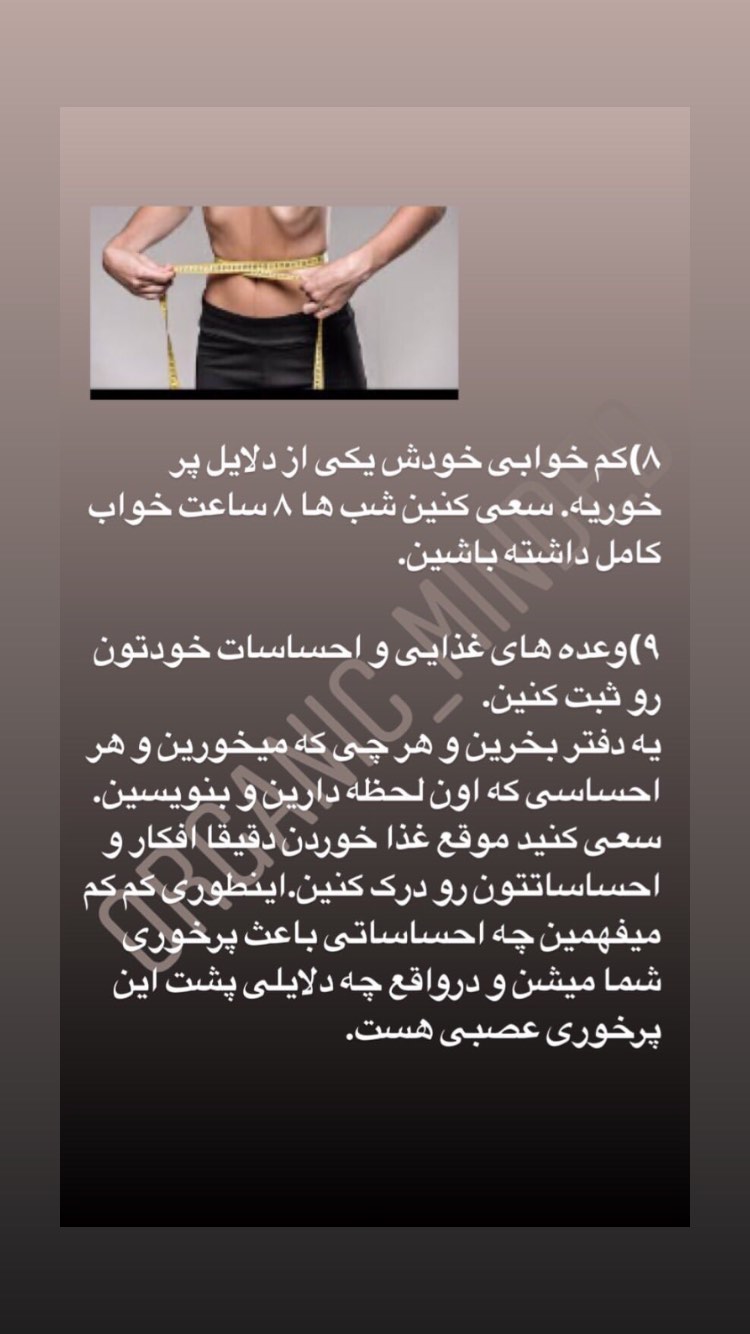 ۸)کم خوابی خودش یکی از دلایل پر
خوریه. سعی کنین شب ها ۸ ساعت خواب
کامل داشته باشین.
۹)وعده های غذایی و احساسات خودتون
رو ثبت کنین.
یه دفتر بخرین و هر چی که میخورین و هر
احساسی که اون لحظه دارین و بنویسین.
سعی کنید موقع غذا خوردن دقیقا افکار و
احساساتتون رو درک کنین.اینطوری کم کم
میفهمین چه احساساتی باعث پرخوری
شما میشن و درواقع چه دلایلی پشت این
پرخوری عصبی هست.
ORGANIC_MINDED